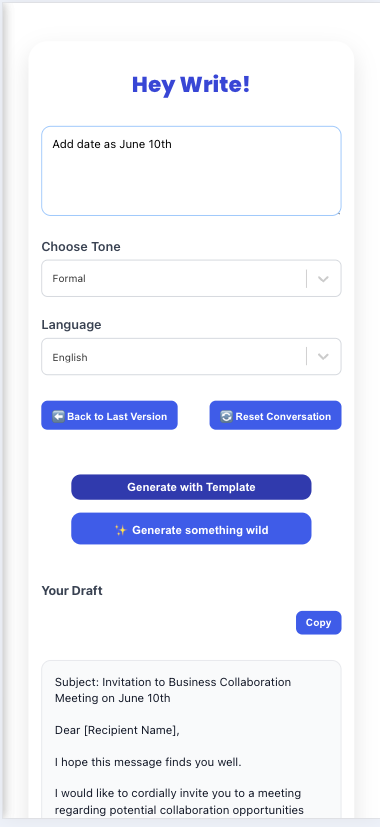 Hey Write!
Add date as June 10th
Choose Tone
Formal
Language
English
Back to Last Version
Reset Conversation
Generate with Template
✨ Generate something wild
Your Draft
Copy
Subject: Invitation to Business Collaboration
Meeting on June 10th
Dear [Recipient Name],
I hope this message finds you well.
I would like to cordially invite you to a meeting
regarding potential collaboration opportunities